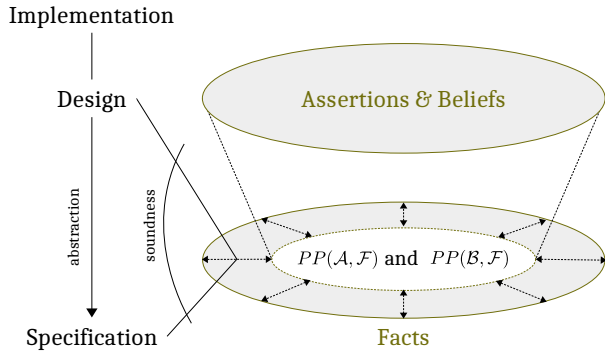 Implementation
Design
Assertions & Beliefs
abstraction
soundness
PP(𝒜, ℱ) and PP(ℬ, ℱ)
Specification
Facts